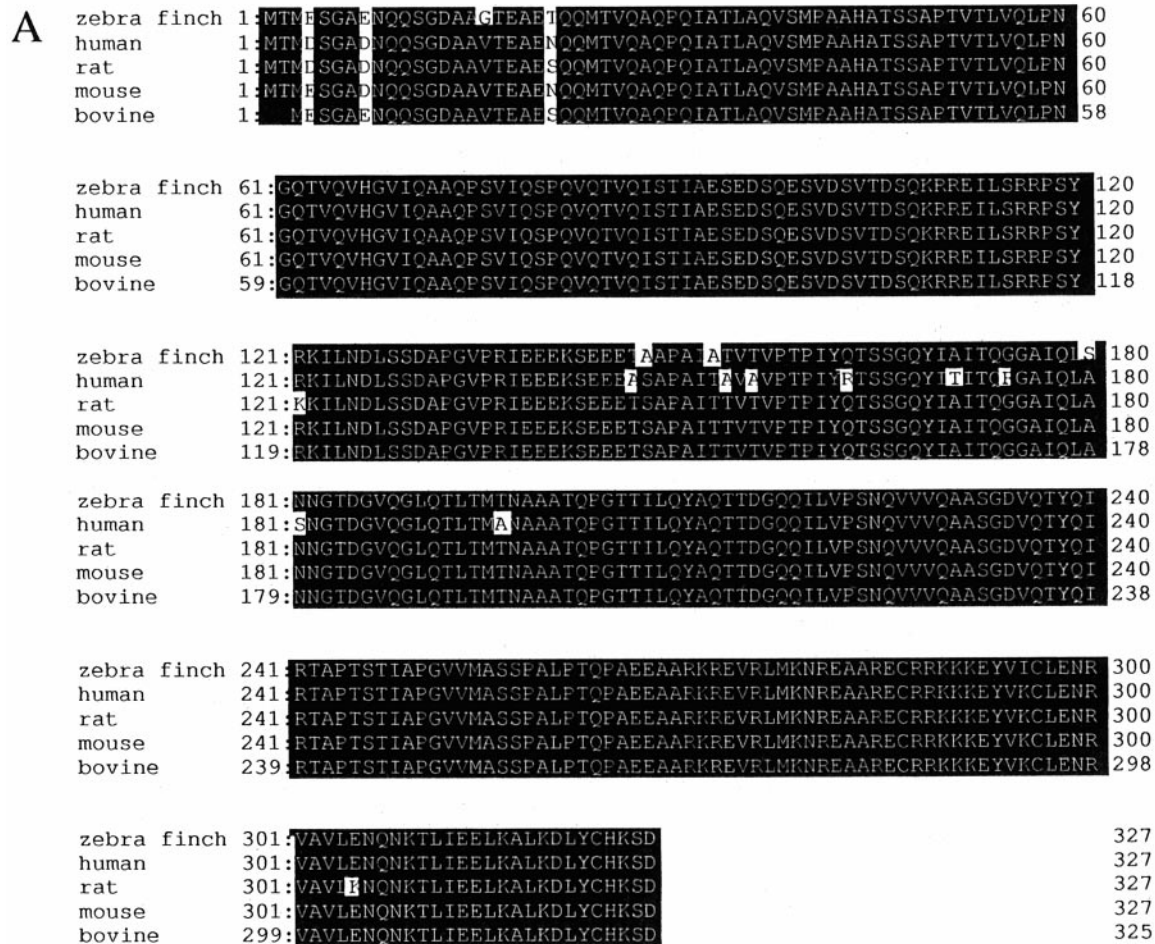 A
zebra finch 1:MTMESGAENQQSGDAAGTEAETQQMTVQAQPQIATLAQVSMPAAHATSSAPTVTLVQLPN 60
human 1:MTMDSGADNQQSGDAAVTEAENQQMTVQAQPQIATLAQVSMPAAHATSSAPTVTLVQLPN 60
rat 1:MTMESGADNQQSGDAAVTEAESQQMTVQAQPQIATLAQVSMPAAHATSSAPTVTLVQLPN 60
mouse 1:MTMESGADNQQSGDAAVTEAENQQMTVQAQPQIATLAQVSMPAAHATSSAPTVTLVQLPN 60
bovine 1: MESGAENQQSGDAAVTEAESQQMTVQAQPQIATLAQVSMPAAHATSSAPTVTLVQLPN 58
zebra finch 61:GQTVQVHGVIQAAQPSVIQSPQVQTVQISTIAESEDSQESVDSVTDSQKRREILSRRPSY 120
human 61:GQTVQVHGVIQAAQPSVIQSPQVQTVQISTIAESEDSQESVDSVTDSQKRREILSRRPSY 120
rat 61:GQTVQVHGVIQAAQPSVIQSPQVQTVQISTIAESEDSQESVDSVTDSQKRREILSRRPSY 120
mouse 61:GQTVQVHGVIQAAQPSVIQSPQVQTVQISTIAESEDSQESVDSVTDSQKRREILSRRPSY 120
bovine 59:GQTVQVHGVIQAAQPSVIQSPQVQTVQISTIAESEDSQESVDSVTDSQKRREILSRRPSY 118
zebra finch 121:RKILNDLSSDAPGVPRIEEEKSEEETAAPAIATVTVPTPIYQTSSGQYIAITQGGAIQLS 180
human 121:RKILNDLSSDAPGVPRIEEEKSEEEASAPAITAVAVPTPIYRTSSGQYITITQRGAIQLA 180
rat 121:KKILNDLSSDAPGVPRIEEEKSEEETSAPAITTVTVPTPIYQTSSGQYIAITQGGAIQLA 180
mouse 121:RKILNDLSSDAPGVPRIEEEKSEEETSAPAITTVTVPTPIYQTSSGQYIAITQGGAIQLA 180
bovine 119:RKILNDLSSDAPGVPRIEEEKSEEETSAPAITTVTVPTPIYQTSSGQYIAITQGGAIQLA 178
zebra finch 181:NNGTDGVQGLQTLTMTNAAATQPGTTILQYAQTTDGQQILVPSNQVVVQAASGDVQTYQI 240
human 181:SNGTDGVQGLQTLTMANAAATQPGTTILQYAQTTDGQQILVPSNQVVVQAASGDVQTYQI 240
rat 181:NNGTDGVQGLQTLTMTNAAATQPGTTILQYAQTTDGQQILVPSNQVVVQAASGDVQTYQI 240
mouse 181:NNGTDGVQGLQTLTMTNAAATQPGTTILQYAQTTDGQQILVPSNQVVVQAASGDVQTYQI 240
bovine 179:NNGTDGVQGLQTLTMTNAAATQPGTTILQYAQTTDGQQILVPSNQVVVQAASGDVQTYQI 238
zebra finch 241:RTAPTSTIAPGVVMASSPALPTQPAEEAARKREVRLMKNREAARECRRKKKEYVICLENR 300
human 241:RTAPTSTIAPGVVMASSPALPTQPAEEAARKREVRLMKNREAARECRRKKKEYVKCLENR 300
rat 241:RTAPTSTIAPGVVMASSPALPTQPAEEAARKREVRLMKNREAARECRRKKKEYVKCLENR 300
mouse 241:RTAPTSTIAPGVVMASSPALPTQPAEEAARKREVRLMKNREAARECRRKKKEYVKCLENR 300
bovine 239:RTAPTSTIAPGVVMASSPALPTQPAEEAARKREVRLMKNREAARECRRKKKEYVKCLENR 298
zebra finch 301:VAVLENQNKTLIEELKALKDLYCHKSD 327
human 301:VAVLENQNKTLIEELKALKDLYCHKSD 327
rat 301:VAVLKNQNKTLIEELKALKDLYCHKSD 327
mouse 301:VAVLENQNKTLIEELKALKDLYCHKSD 327
bovine 299:VAVLENQNKTLIEELKALKDLYCHKSD 325